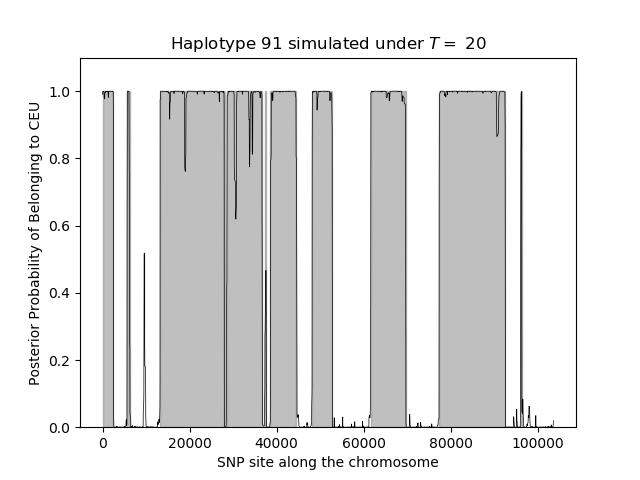 Haplotype 91 simulated under T = 20
Posterior Probability of Belonging to CEU
1.0
0.8
0.6
0.4
0.2
0.0
0 20000 40000 60000 80000 100000
SNP site along the chromosome